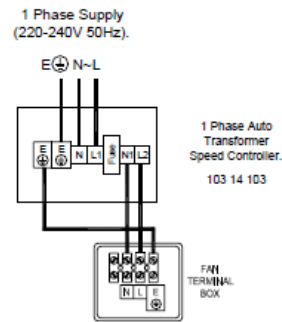 1 Phase Supply
(220-240V 50Hz).
E N~L
E E N L1 Fuse N1 L2
1 Phase Auto
Transformer
Speed Controller.
103 14 103
N L E
FAN
TERMINAL
BOX